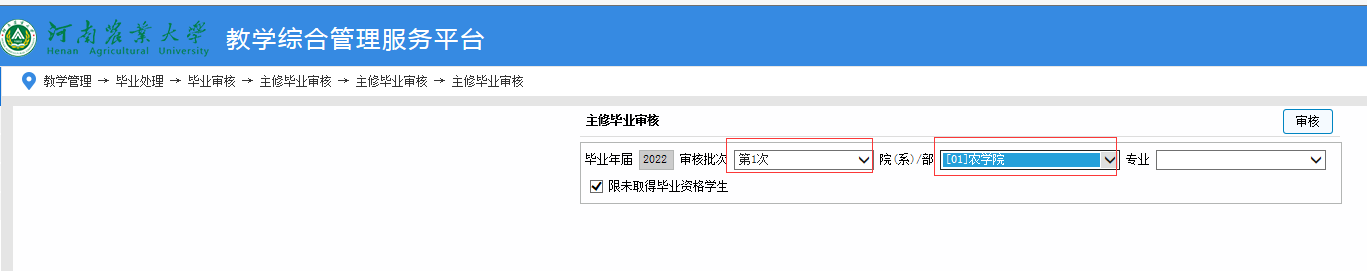 河南农业大学
Henan Agricultural University
教学综合管理服务平台
教学管理 → 毕业处理 → 毕业审核 → 主修毕业审核 → 主修毕业审核 → 主修毕业审核
主修毕业审核 审核
毕业年届 2022 审核批次 第1次 院(系)/部 [01]农学院 专业
限未取得毕业资格学生